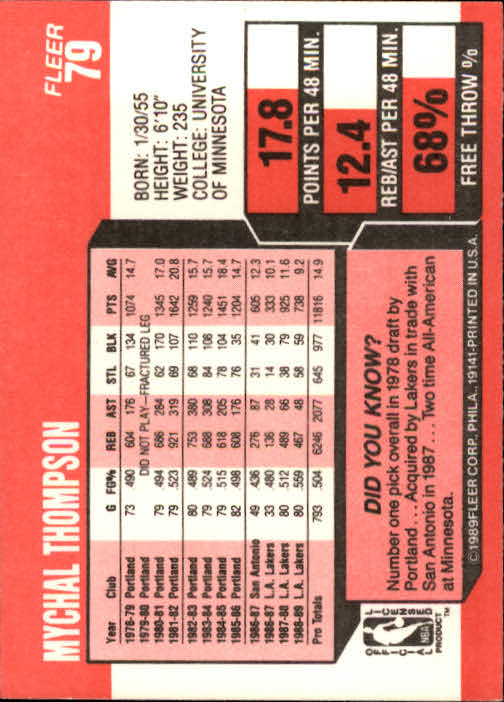 FLEER
79
MYCHAL THOMPSON
BORN: 1/30/55
HEIGHT: 6'10"
WEIGHT: 235
COLLEGE: UNIVERSITY
OF MINNESOTA
17.8
POINTS PER 48 MIN.
12.4
REB/AST PER 48 MIN.
68%
FREE THROW %
Year Club G FG% REB AST STL BLK PTS AVG
1978-79 Portland 73 .490 604 176 67 134 1074 14.7
1979-80 Portland DID NOT PLAY—FRACTURED LEG
1980-81 Portland 79 .494 686 284 62 170 1345 17.0
1981-82 Portland 79 .523 921 319 69 107 1642 20.8
1982-83 Portland 80 .489 753 380 68 110 1259 15.7
1983-84 Portland 79 .524 688 308 84 108 1240 15.7
1984-85 Portland 79 .515 618 205 78 104 1451 18.4
1985-86 Portland 82 .498 608 176 76 35 1204 14.7
1986-87 San Antonio 49 .436 276 87 31 41 605 12.3
1986-87 L.A. Lakers 33 .480 136 28 14 30 333 10.1
1987-88 L.A. Lakers 80 .512 489 66 38 79 925 11.6
1988-89 L.A. Lakers 80 .559 467 48 58 59 738 9.2
Pro Totals 793 .504 6246 2077 645 977 11816 14.9
DID YOU KNOW?
Number one pick overall in 1978 draft by
Portland . . . Acquired by Lakers in trade with
San Antonio in 1987 . . . Two time All-American
at Minnesota.
OFFICIAL LICENSED
NBA
PRODUCT™
©1989 FLEER CORP., PHILA., 19141-PRINTED IN U.S.A.